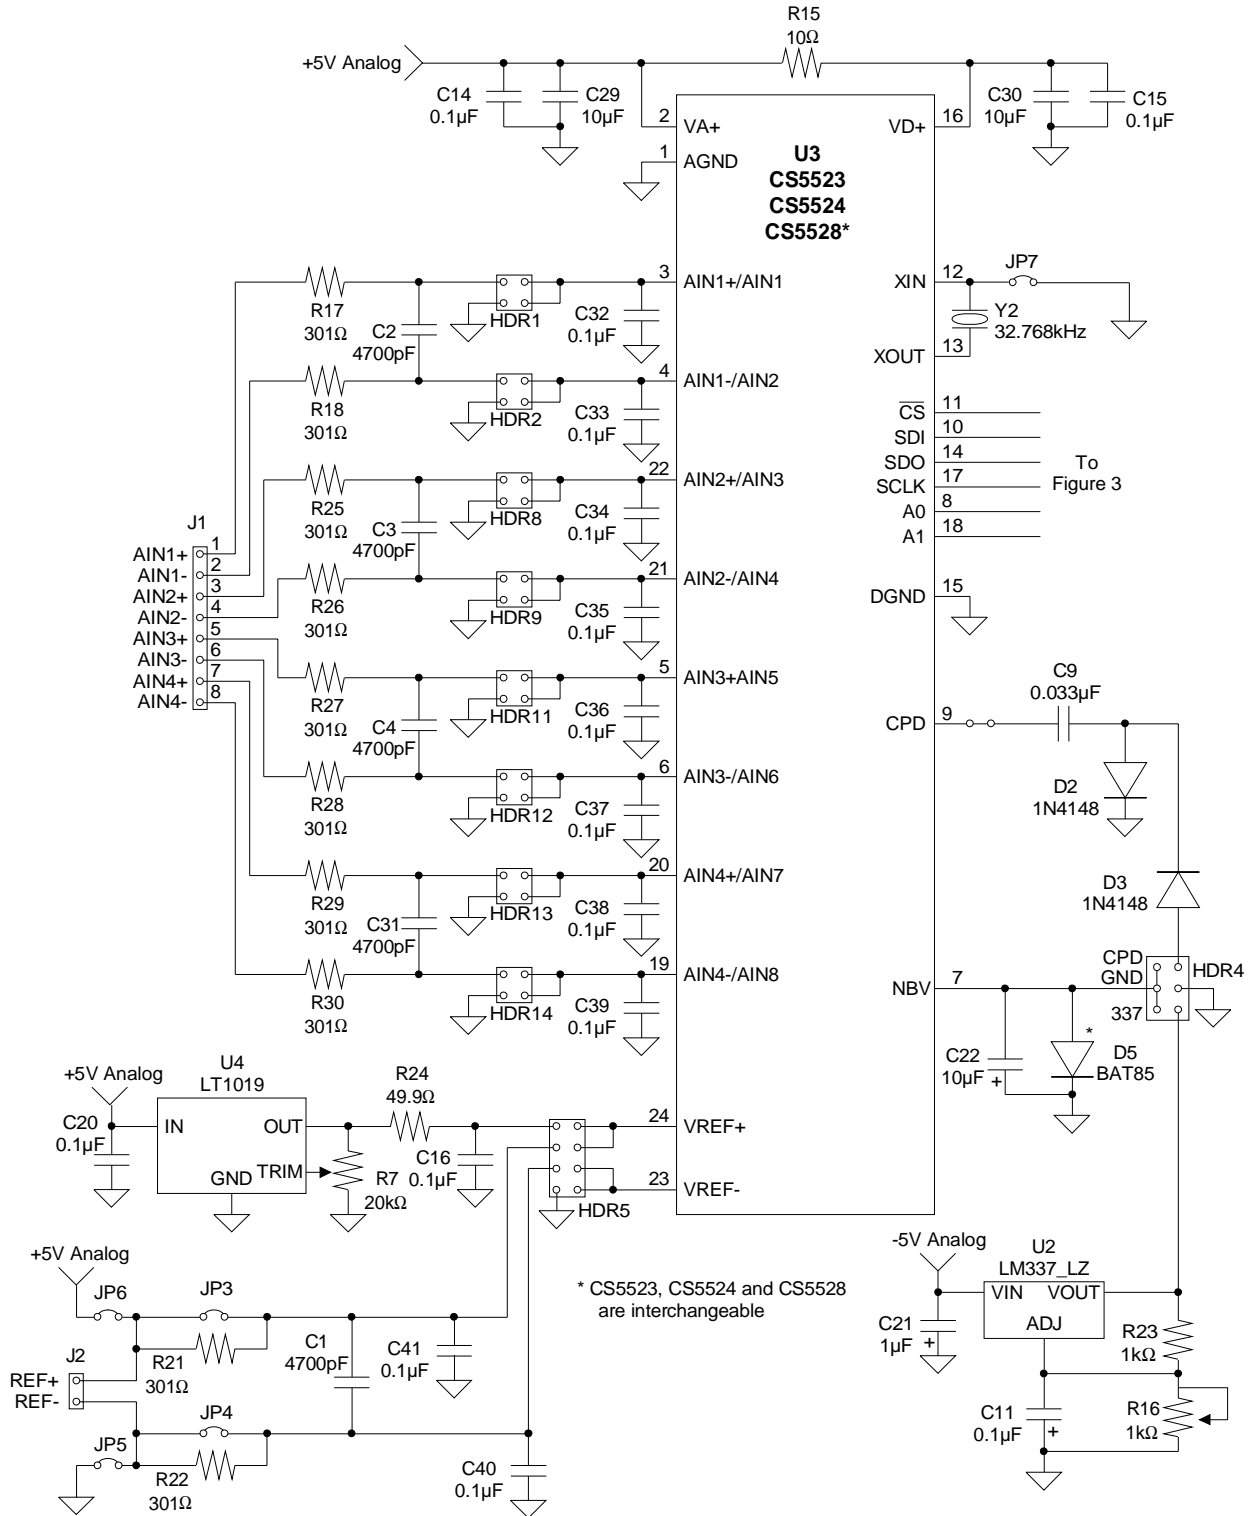 R15
10Ω
+5V Analog
C14
0.1µF
C29
10µF
C30
10µF
C15
0.1µF
2
VA+
VD+
16
1
AGND
U3
CS5523
CS5524
CS5528*
R17
301Ω
C2
4700pF
HDR1
C32
0.1µF
3
AIN1+/AIN1
XIN
12
JP7
Y2
32.768kHz
XOUT
13
R18
301Ω
HDR2
C33
0.1µF
4
AIN1-/AIN2
CS
11
SDI
10
SDO
14
SCLK
17
A0
8
A1
18
To
Figure 3
R25
301Ω
C3
4700pF
HDR8
C34
0.1µF
22
AIN2+/AIN3
J1
AIN1+
1
AIN1-
2
AIN2+
3
AIN2-
4
AIN3+
5
AIN3-
6
AIN4+
7
AIN4-
8
R26
301Ω
HDR9
C35
0.1µF
21
AIN2-/AIN4
DGND
15
R27
301Ω
C4
4700pF
HDR11
C36
0.1µF
5
AIN3+AIN5
CPD
9
C9
0.033µF
D2
1N4148
R28
301Ω
HDR12
C37
0.1µF
6
AIN3-/AIN6
R29
301Ω
C31
4700pF
HDR13
C38
0.1µF
20
AIN4+/AIN7
D3
1N4148
R30
301Ω
HDR14
C39
0.1µF
19
AIN4-/AIN8
NBV
7
CPD
GND
337
HDR4
C22
10µF
+
*
D5
BAT85
+5V Analog
C20
0.1µF
U4
LT1019
IN
OUT
GND
TRIM
R24
49.9Ω
R7
20kΩ
C16
0.1µF
HDR5
24
VREF+
23
VREF-
+5V Analog
JP6
JP3
R21
301Ω
J2
REF+
REF-
JP4
JP5
R22
301Ω
C1
4700pF
C41
0.1µF
C40
0.1µF
* CS5523, CS5524 and CS5528
are interchangeable
-5V Analog
U2
LM337_LZ
VIN
VOUT
ADJ
C21
1µF
+
R23
1kΩ
C11
0.1µF
+
R16
1kΩ